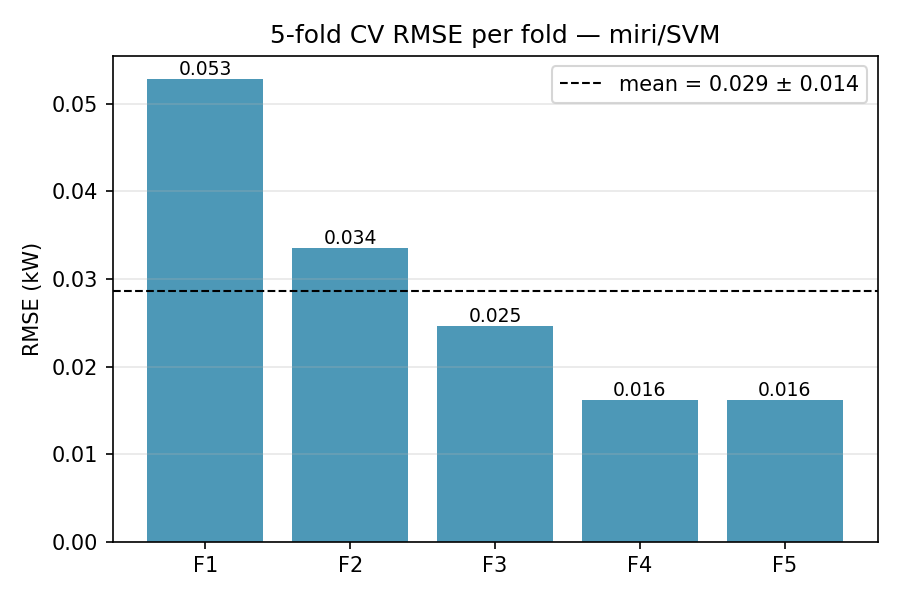 5-fold CV RMSE per fold — miri/SVM
mean = 0.029 ± 0.014
RMSE (kW)
0.05
0.04
0.03
0.02
0.01
0.00
0.053
0.034
0.025
0.016
0.016
F1
F2
F3
F4
F5